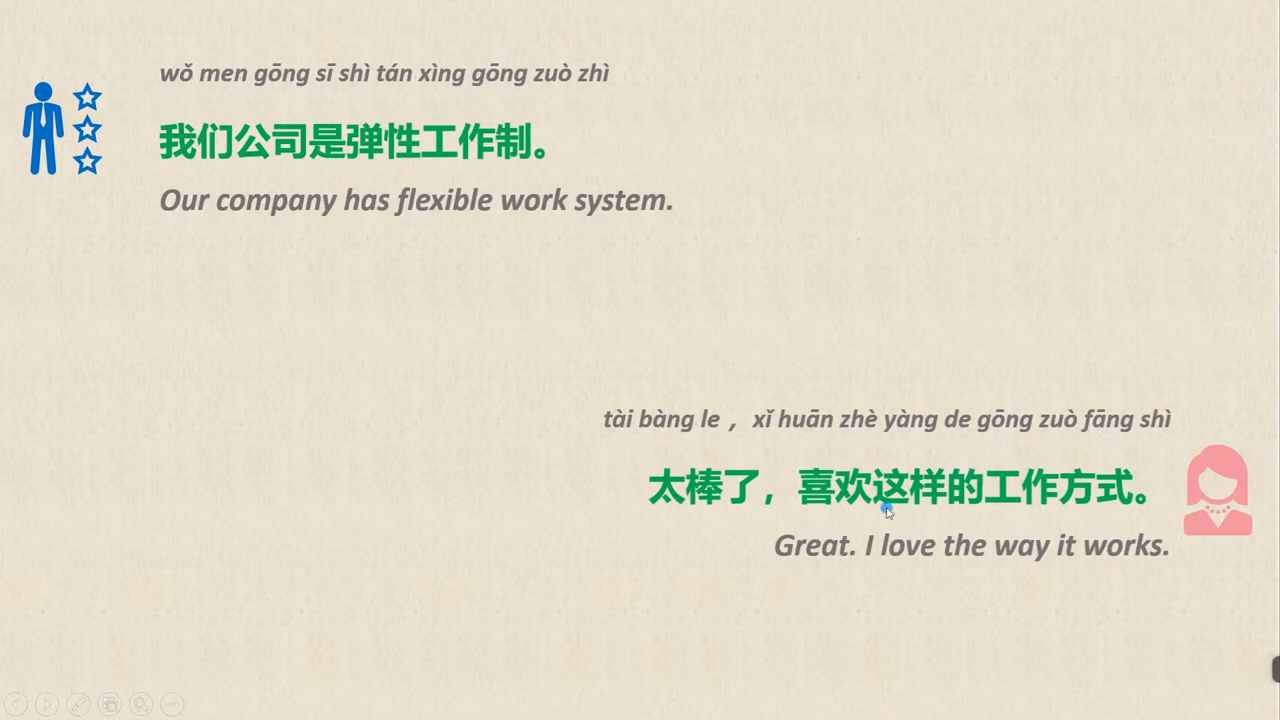 wǒ men gōng sī shì tán xìng gōng zuò zhì
我们公司是弹性工作制。
Our company has flexible work system.
tài bàng le ， xǐ huān zhè yàng de gōng zuò fāng shì
太棒了，喜欢这样的工作方式。
Great. I love the way it works.